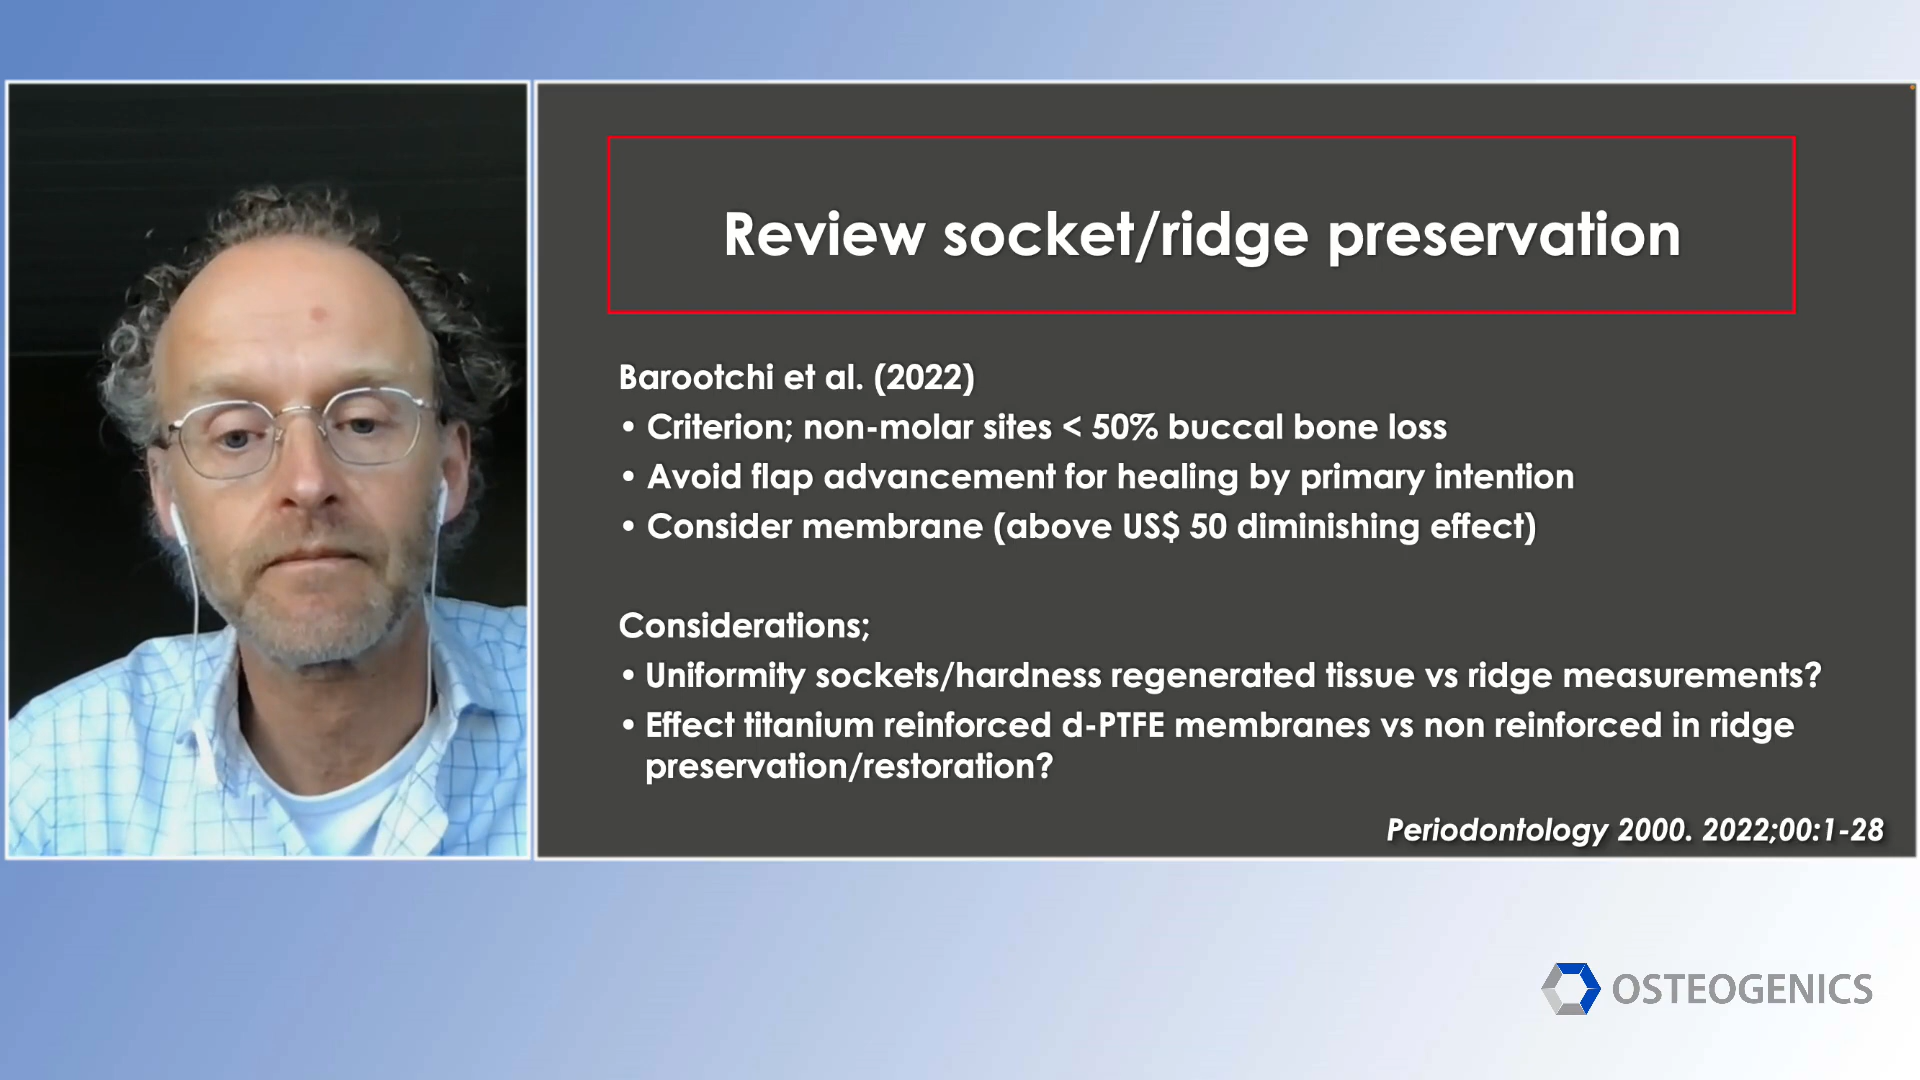 Review socket/ridge preservation
Barootchi et al. (2022)
• Criterion; non-molar sites < 50% buccal bone loss
• Avoid flap advancement for healing by primary intention
• Consider membrane (above US$ 50 diminishing effect)
Considerations;
• Uniformity sockets/hardness regenerated tissue vs ridge measurements?
• Effect titanium reinforced d-PTFE membranes vs non reinforced in ridge
preservation/restoration?
Periodontology 2000. 2022;00:1-28
OSTEOGENICS